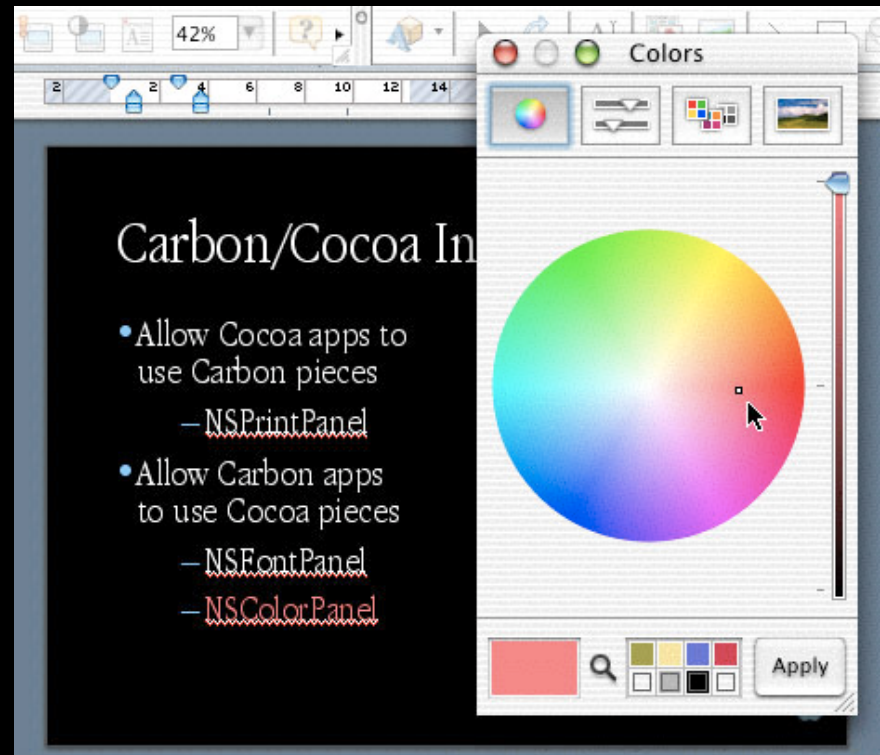 42%
Colors
2 2 4 6 8 10 12 14
Carbon/Cocoa In
•Allow Cocoa apps to
use Carbon pieces
– NSPrintPanel
•Allow Carbon apps
to use Cocoa pieces
– NSFontPanel
– NSColorPanel
Apply